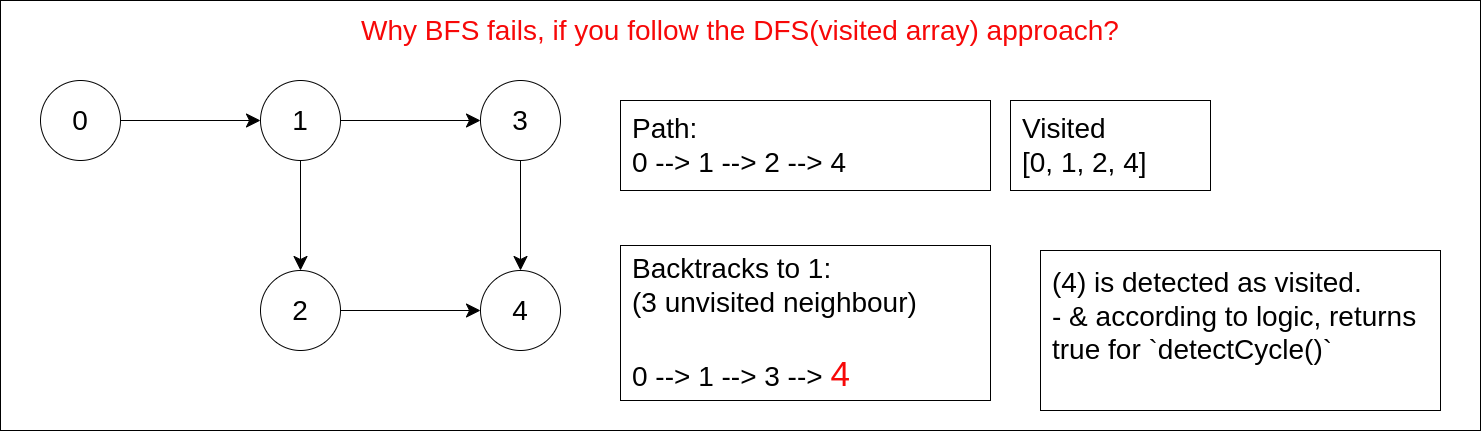 Why BFS fails, if you follow the DFS(visited array) approach?
0
1
3
2
4
Path:
0 --> 1 --> 2 --> 4
Visited
[0, 1, 2, 4]
Backtracks to 1:
(3 unvisited neighbour)
0 --> 1 --> 3 --> 4
(4) is detected as visited.
- & according to logic, returns
true for `detectCycle()`